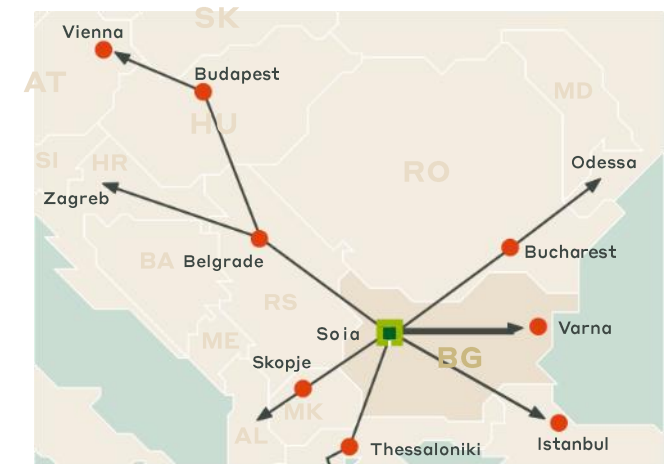 SK
Vienna
Budapest
AT
MD
HU
SI
HR
Odessa
RO
Zagreb
Bucharest
BA
Belgrade
RS
Soia
Varna
ME
BG
Skopje
MK
AL
Istanbul
Thessaloniki